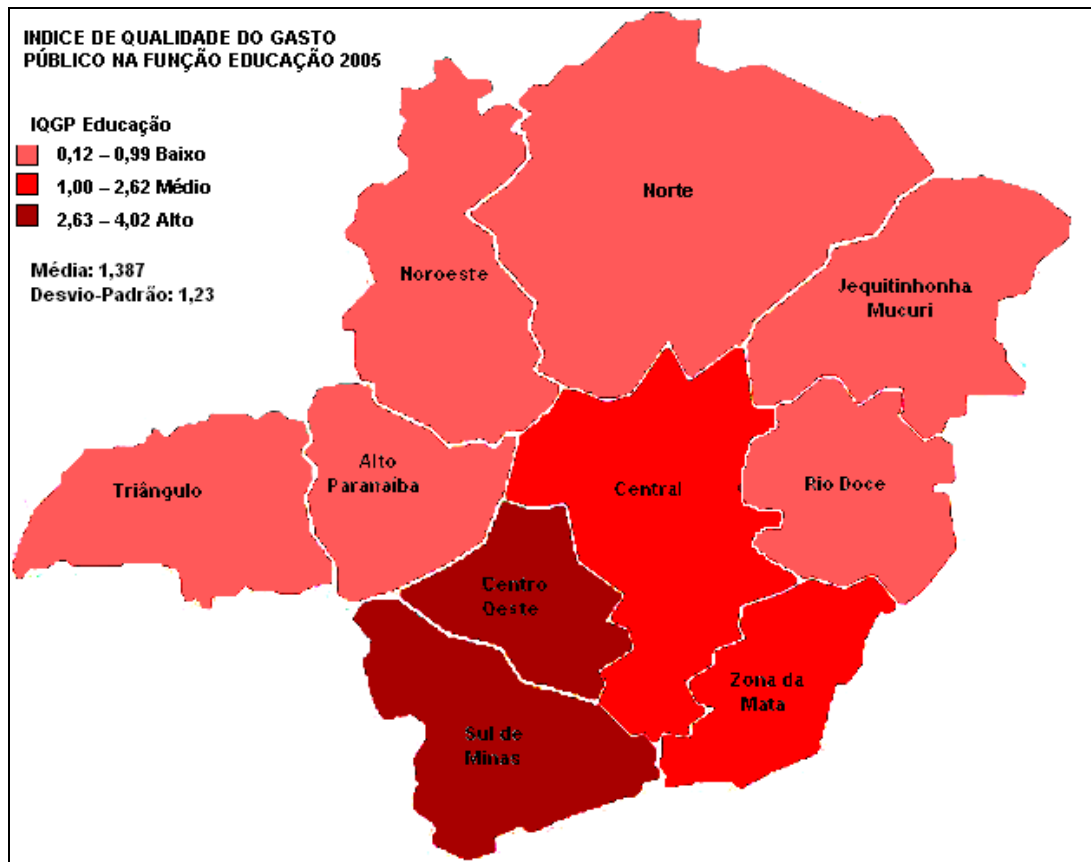 INDICE DE QUALIDADE DO GASTO
PÚBLICO NA FUNÇÃO EDUCAÇÃO 2005
IQGP Educação
0,12 – 0,99 Baixo
1,00 – 2,62 Médio
2,63 – 4,02 Alto
Média: 1,387
Desvio-Padrão: 1,23
Norte
Noroeste
Jequitinhonha
Mucuri
Triângulo
Alto
Paranaiba
Central
Rio Doce
Centro
Oeste
Zona da
Mata
Sul de
Minas